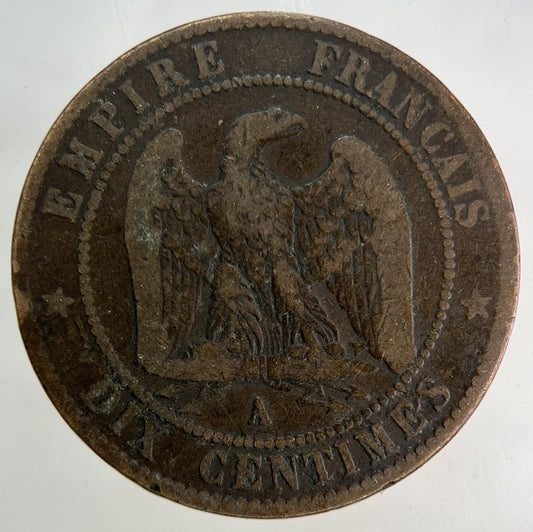 EMPIRE FRANÇAIS
A
DIX CENTIMES